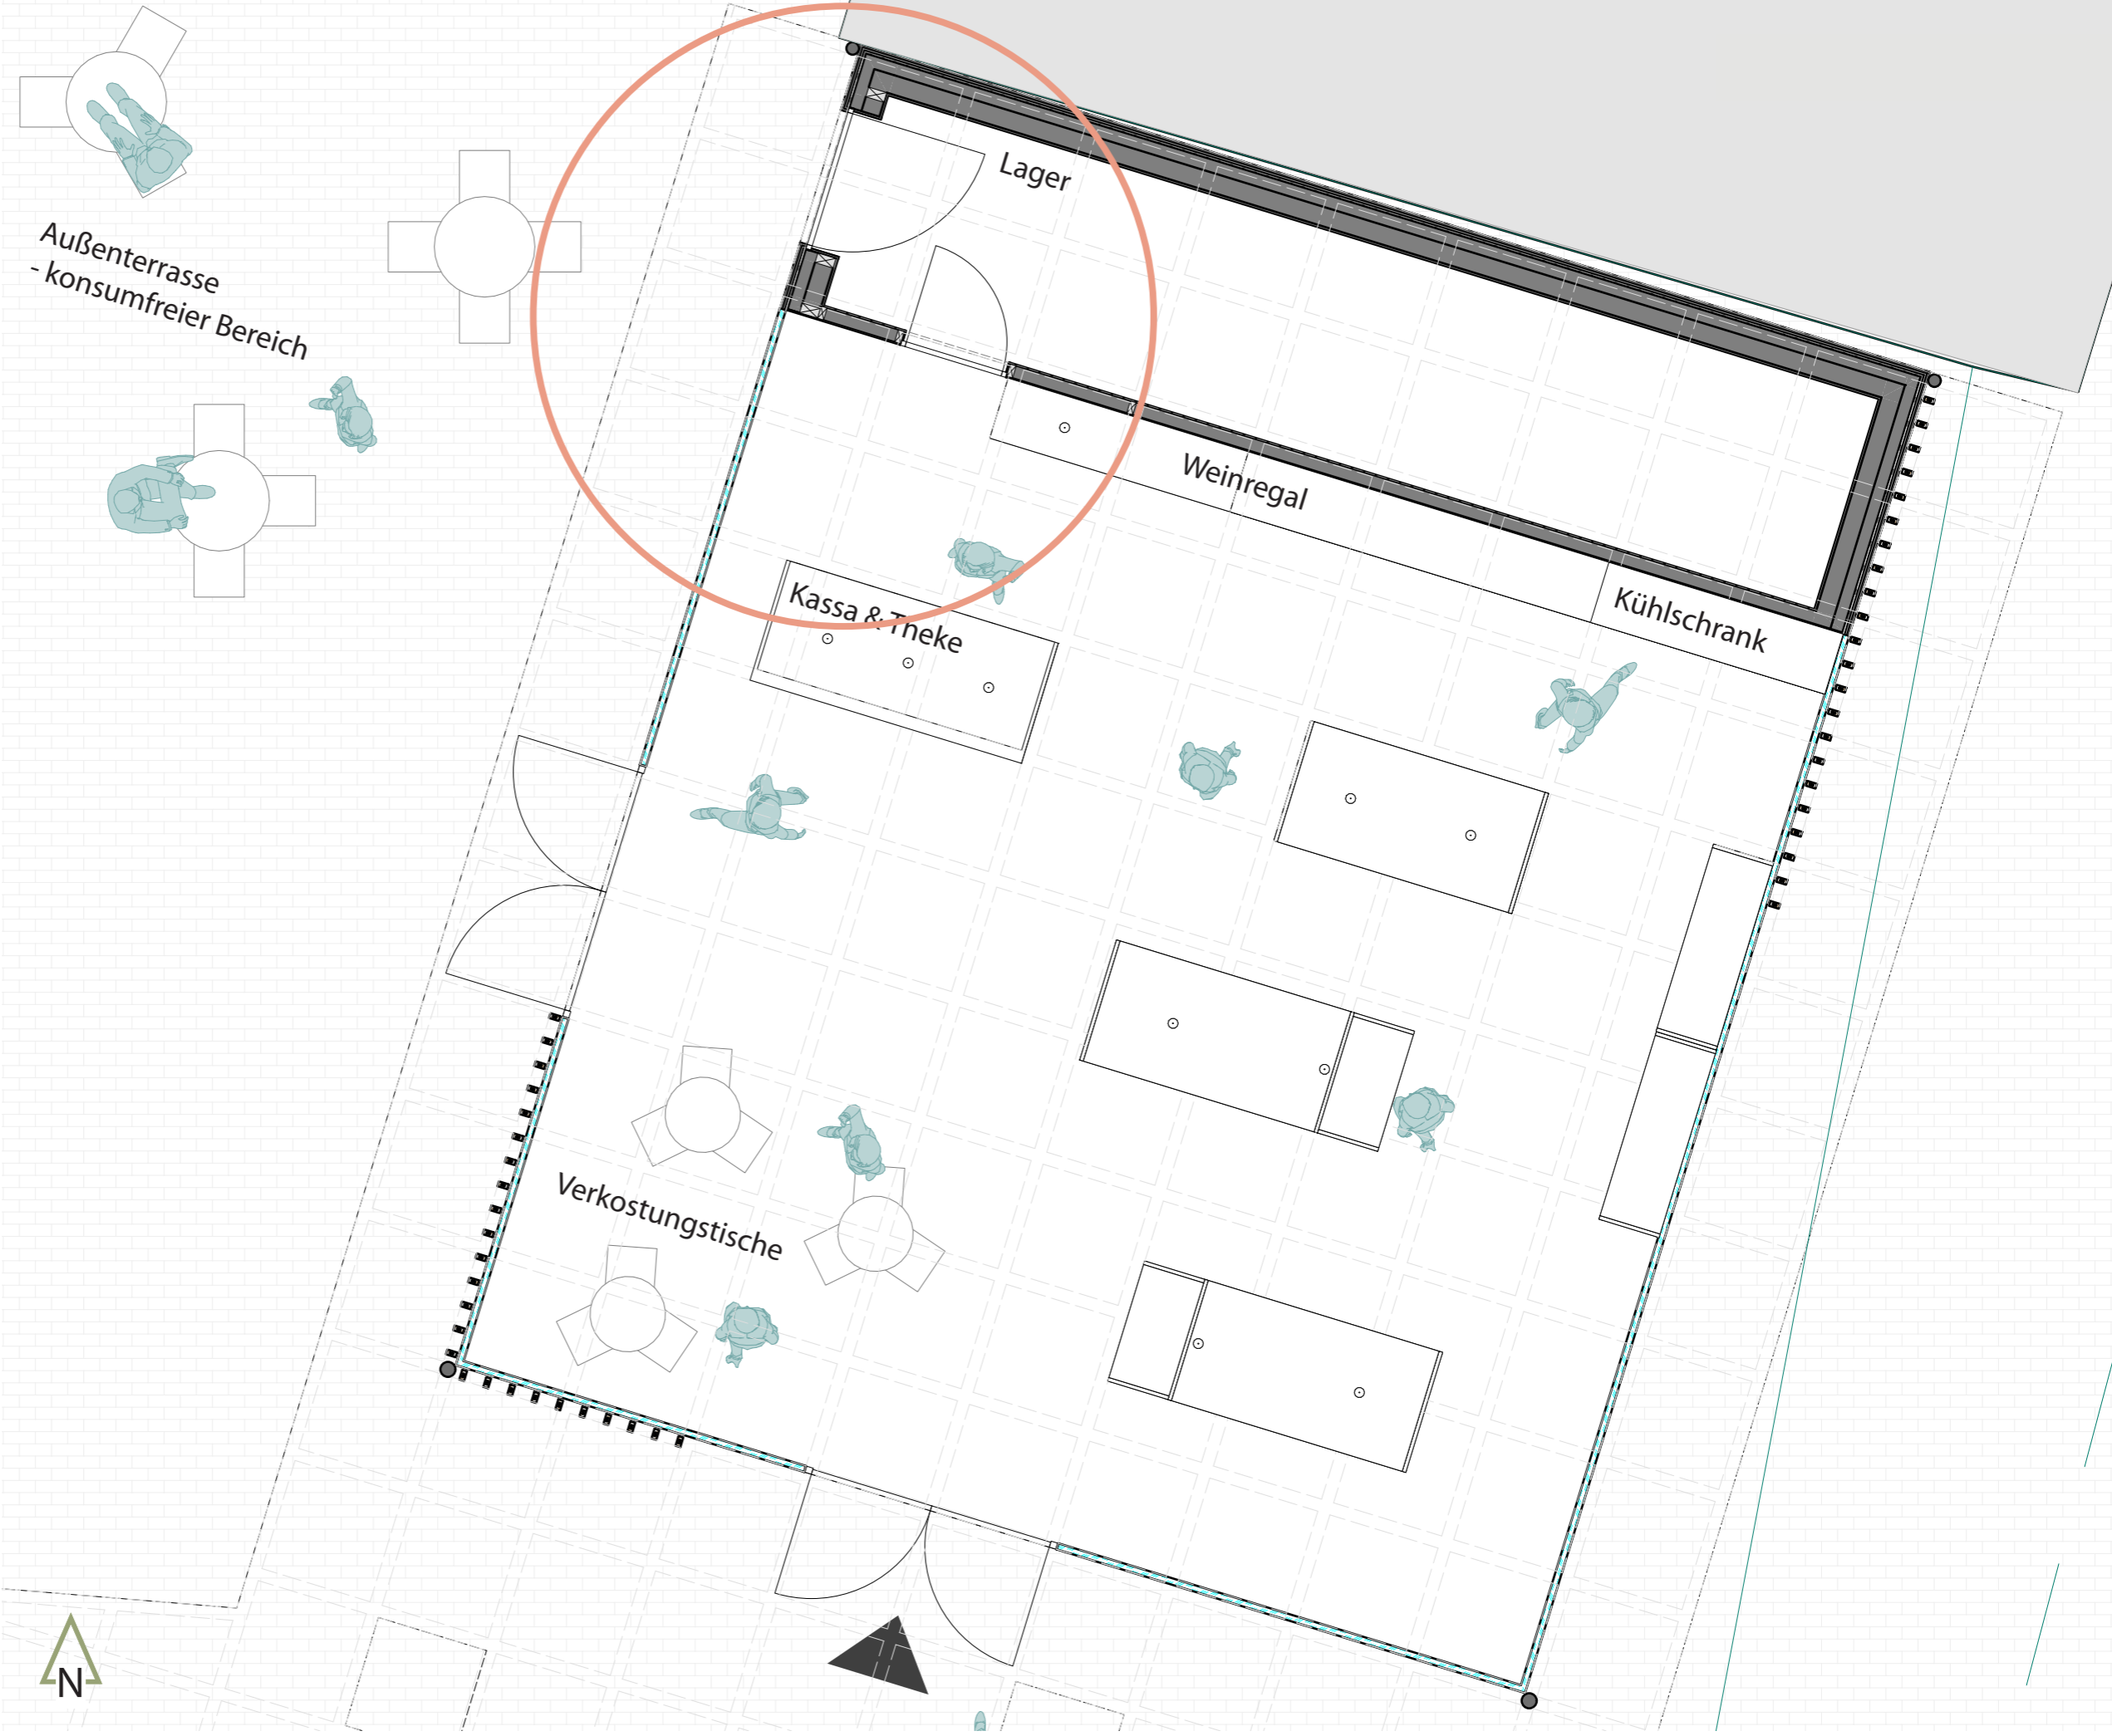 Lager
Außenterrasse
- konsumfreier Bereich
Weinregal
Kühlschrank
Kassa & Theke
Verkostungstische
N